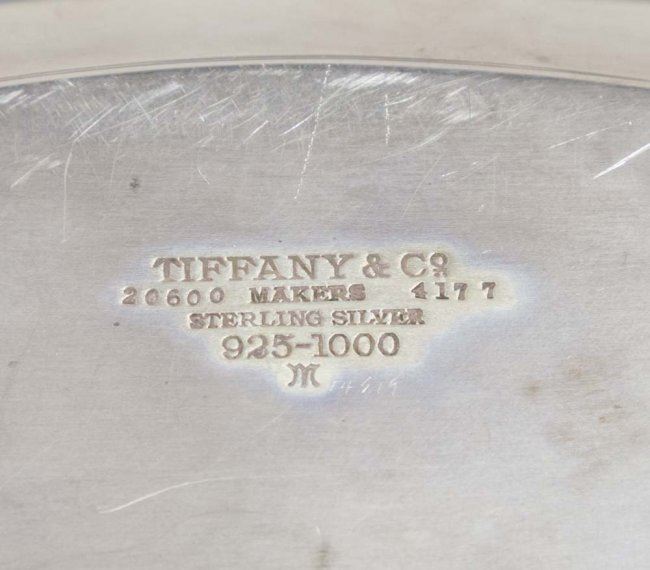 TIFFANY & Co
20600 MAKERS 4177
STERLING SILVER
925-1000
M